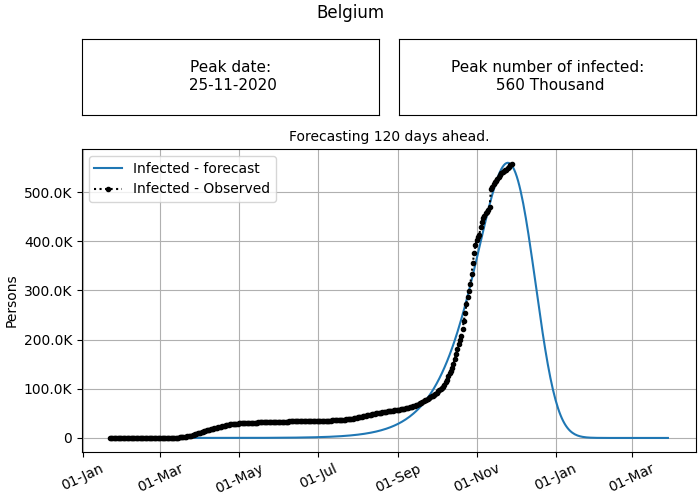 Belgium
Peak date:
25-11-2020
Peak number of infected:
560 Thousand
Forecasting 120 days ahead.
Infected - forecast
Infected - Observed
Persons
500.0K
400.0K
300.0K
200.0K
100.0K
0
01-Jan
01-Mar
01-May
01-Jul
01-Sep
01-Nov
01-Jan
01-Mar